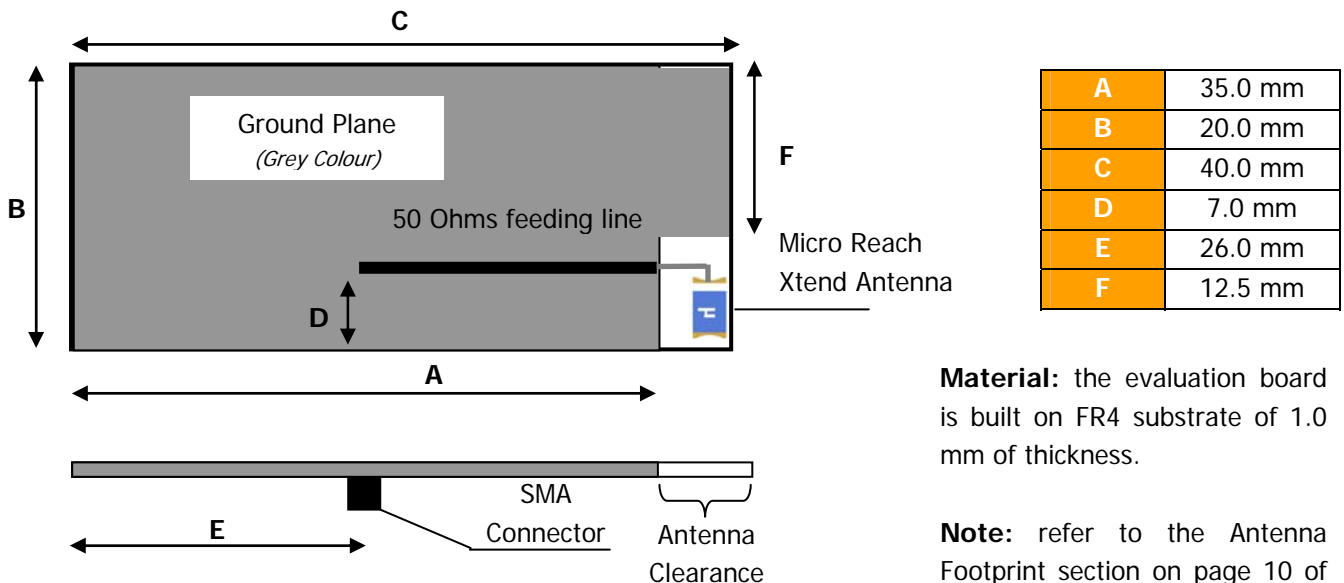 C
Ground Plane
(Grey Colour)
50 Ohms feeding line
B
F
D
Micro Reach
Xtend Antenna
µ
A
SMA
Connector
E
Antenna
Clearance
A 35.0 mm
B 20.0 mm
C 40.0 mm
D 7.0 mm
E 26.0 mm
F 12.5 mm
Material: the evaluation board
is built on FR4 substrate of 1.0
mm of thickness.
Note: refer to the Antenna
Footprint section on page 10 of